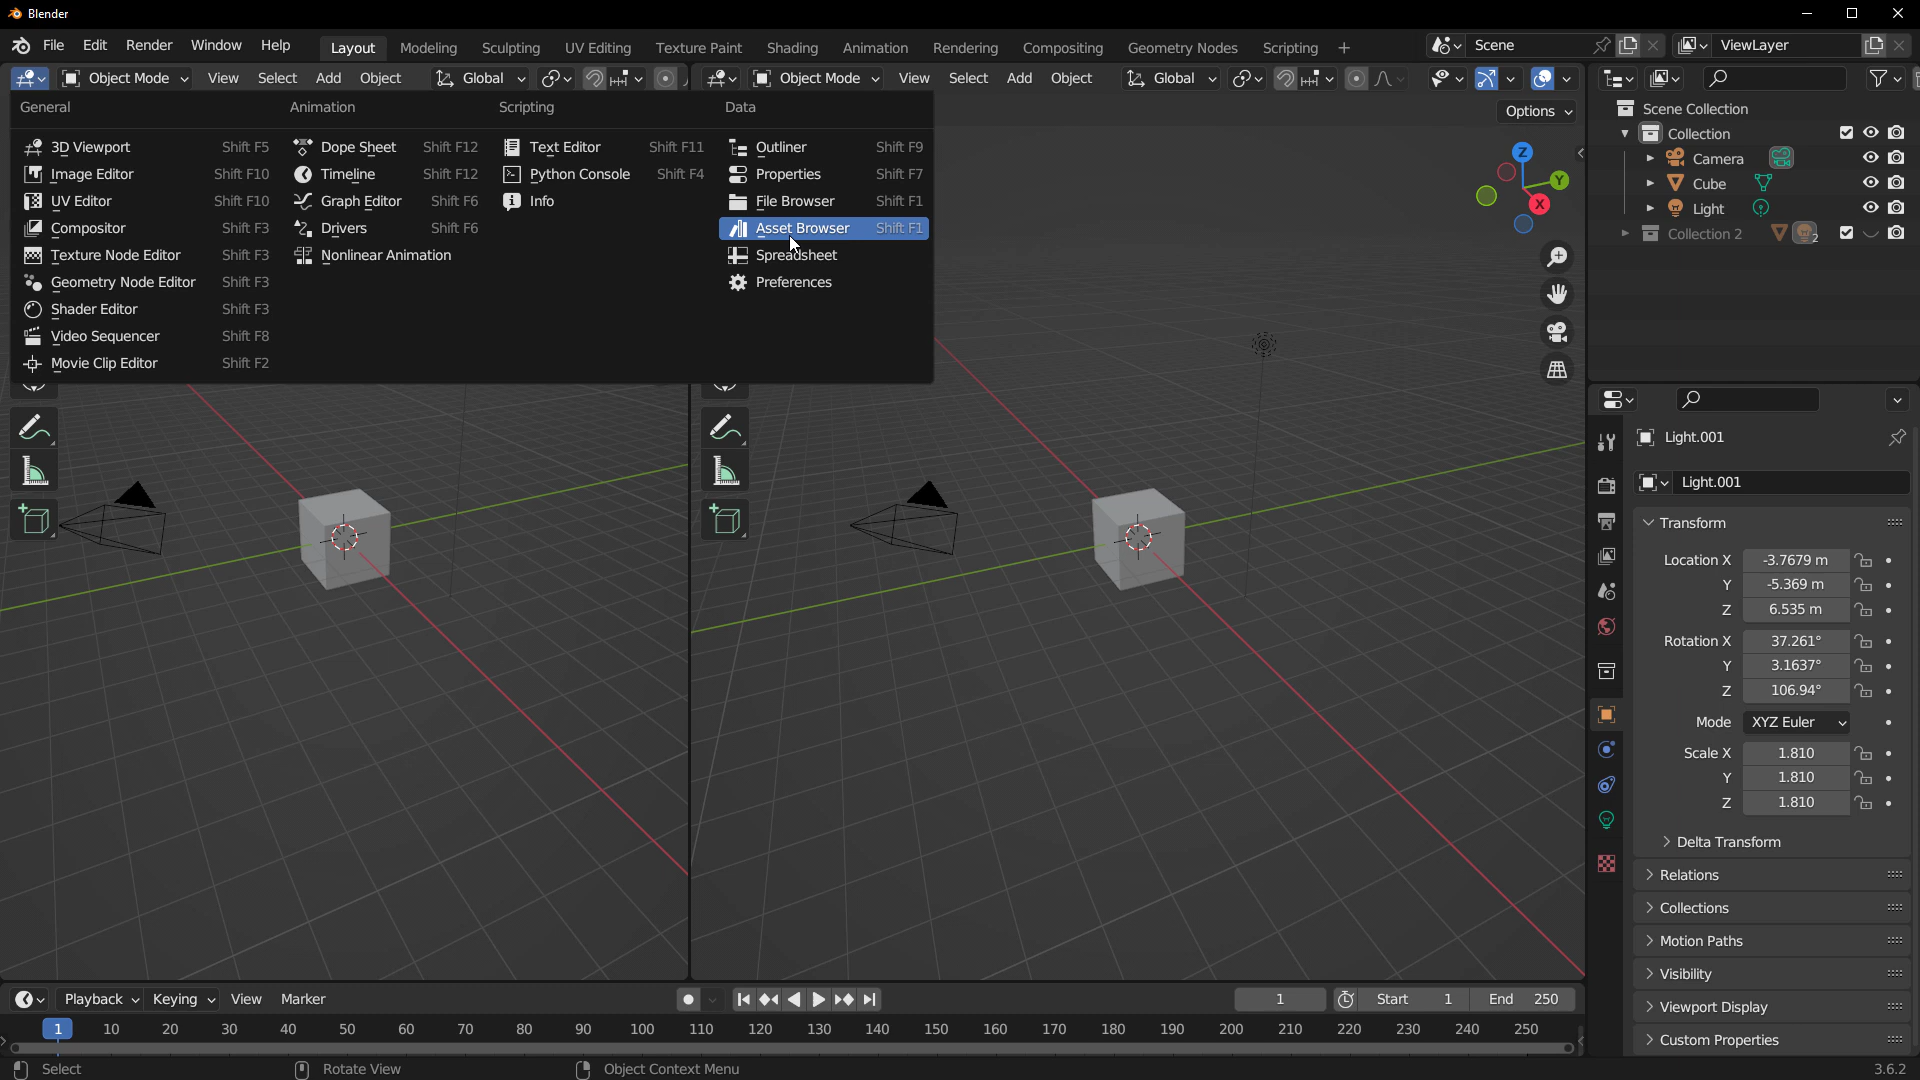 Blender
File Edit Render Window Help
Layout Modeling Sculpting UV Editing Texture Paint Shading Animation Rendering Compositing Geometry Nodes Scripting +
Scene
ViewLayer
Object Mode View Select Add Object Global
Object Mode View Select Add Object Global
Options
General
3D Viewport Shift F5
Image Editor Shift F10
UV Editor Shift F10
Compositor Shift F3
Texture Node Editor Shift F3
Geometry Node Editor Shift F3
Shader Editor Shift F3
Video Sequencer Shift F8
Movie Clip Editor Shift F2
Animation
Dope Sheet Shift F12
Timeline Shift F12
Graph Editor Shift F6
Drivers Shift F6
Nonlinear Animation
Scripting
Text Editor Shift F11
Python Console Shift F4
Info
Data
Outliner Shift F9
Properties Shift F7
File Browser Shift F1
Asset Browser Shift F1
Spreadsheet
Preferences
Z
Y
X
Scene Collection
Collection
Camera
Cube
Light
Collection 2 2
Light.001
Light.001
Transform
Location X -3.7679 m
Y -5.369 m
Z 6.535 m
Rotation X 37.261°
Y 3.1637°
Z 106.94°
Mode XYZ Euler
Scale X 1.810
Y 1.810
Z 1.810
Delta Transform
Relations
Collections
Motion Paths
Visibility
Viewport Display
Custom Properties
Playback Keying View Marker
1 Start 1 End 250
1 10 20 30 40 50 60 70 80 90 100 110 120 130 140 150 160 170 180 190 200 210 220 230 240 250
Select Rotate View Object Context Menu 3.6.2